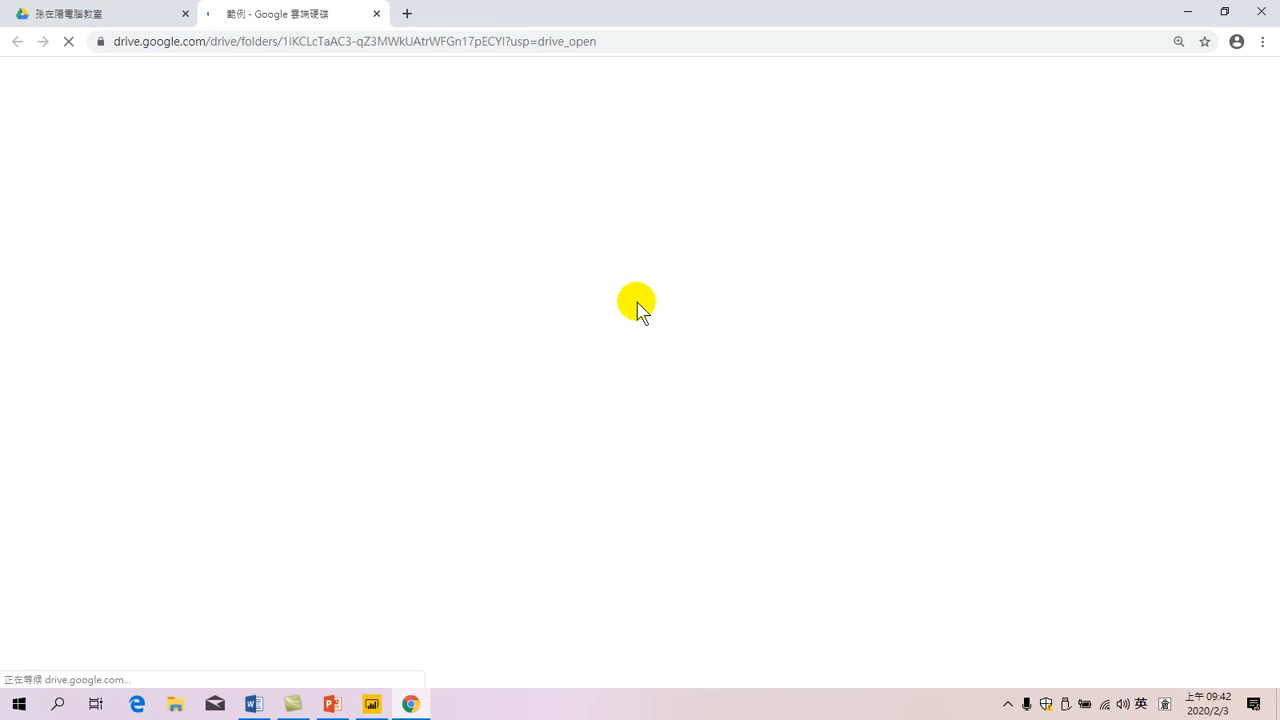 孫在陽電腦教室
範例 - Google 雲端硬碟
drive.google.com/drive/folders/1IKCLcTaAC3-qZ3MWkUAtrWFGn17pECYI?usp=drive_open
正在等候 drive.google.com...
英
上午 09:42
2020/2/3